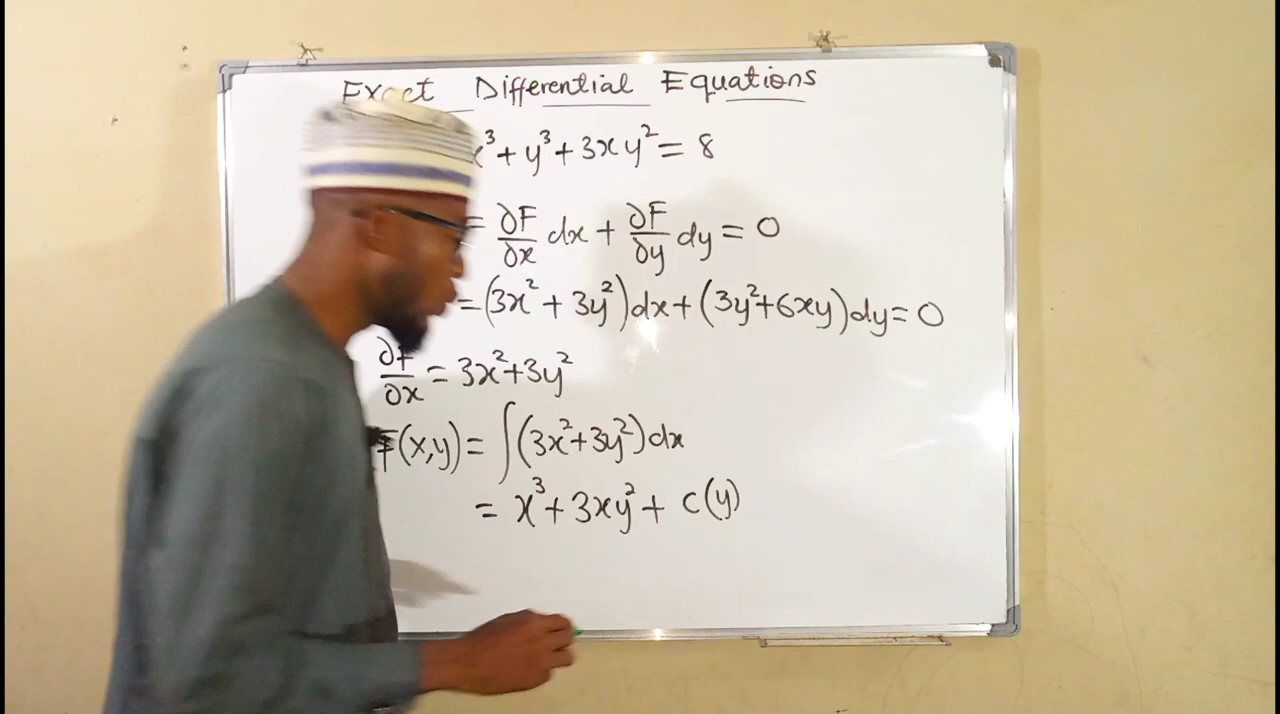 Exact Differential Equations
x³ + y³ + 3xy² = 8
= ∂F/∂x dx + ∂F/∂y dy = 0
= (3x² + 3y²)dx + (3y²+6xy)dy = 0
∂F/∂x = 3x²+3y²
F(x,y) = ∫(3x²+3y²)dx
= x³ + 3xy² + c(y)